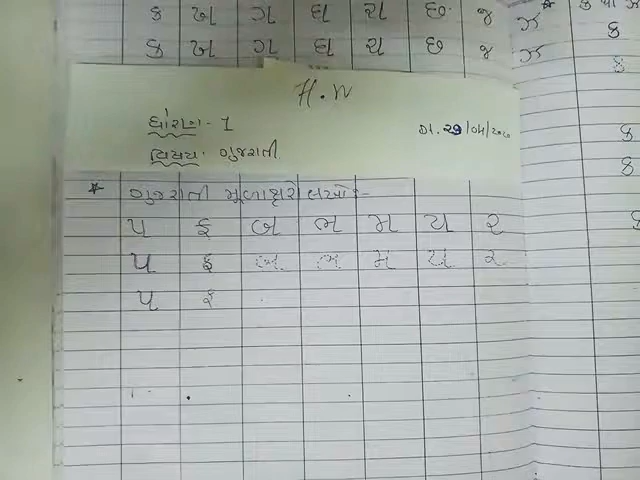 ક ખ ગ ઘ ચ છ જ ઝ
ક ખ ગ ઘ ચ છ જ ઝ
H.W
ધોરણ - 1
તા. 29/04/2020
વિષય - ગુજરાતી
* ગુજરાતી મૂળાક્ષરો લખો :-
પ ફ બ ભ મ ય ર
પ ફ બ ભ મ ય ર
પ ફ